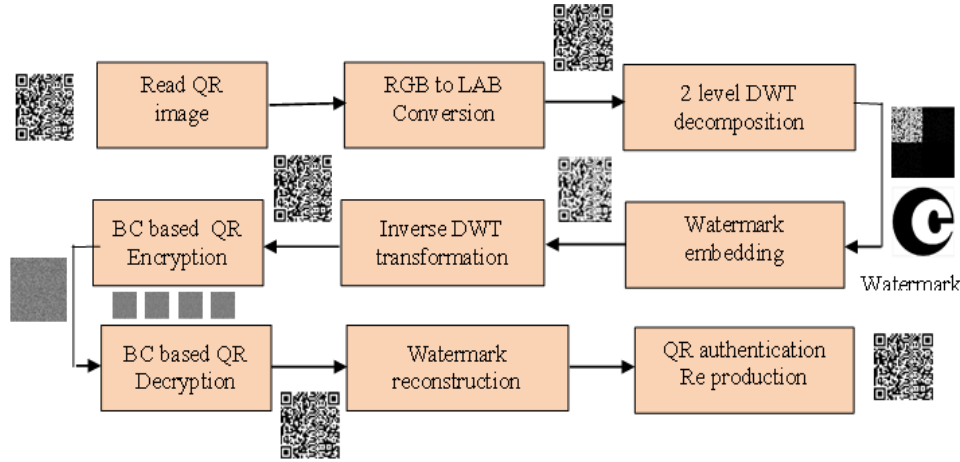 Read QR
image
RGB to LAB
Conversion
2 level DWT
decomposition
Watermark
embedding
Watermark
Inverse DWT
transformation
BC based QR
Encryption
BC based QR
Decryption
Watermark
reconstruction
QR authentication
Re production